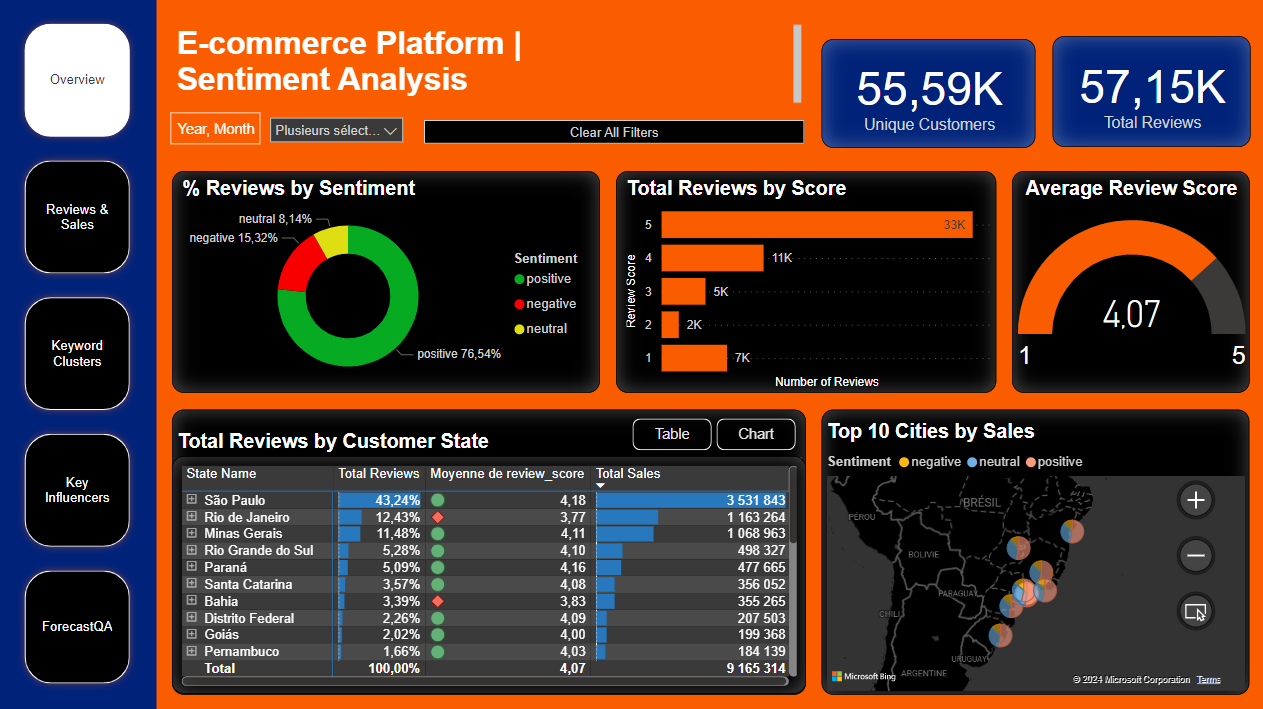 Overview
Reviews &
Sales
Keyword
Clusters
Key
Influencers
ForecastQA
E-commerce Platform |
Sentiment Analysis
Year, Month
Plusieurs sélect...
Clear All Filters
55,59K
Unique Customers
57,15K
Total Reviews
% Reviews by Sentiment
neutral 8,14%
negative 15,32%
positive 76,54%
Sentiment
positive
negative
neutral
Total Reviews by Score
Review Score
5 33K
4 11K
3 5K
2 2K
1 7K
Number of Reviews
Average Review Score
4,07
1 5
Total Reviews by Customer State
Table Chart
State Name Total Reviews Moyenne de review_score Total Sales
São Paulo 43,24% 4,18 3 531 843
Rio de Janeiro 12,43% 3,77 1 163 264
Minas Gerais 11,48% 4,11 1 068 963
Rio Grande do Sul 5,28% 4,10 498 327
Paraná 5,09% 4,16 477 665
Santa Catarina 3,57% 4,08 356 052
Bahia 3,39% 3,83 355 265
Distrito Federal 2,26% 4,09 207 503
Goiás 2,02% 4,00 199 368
Pernambuco 1,66% 4,03 184 139
Total 100,00% 4,07 9 165 314
Top 10 Cities by Sales
Sentiment negative neutral positive
BRÉSIL
PÉROU
BOLIVIE
PARAGUAY
CHILI
URUGUAY
ARGENTINE
Microsoft Bing
© 2024 Microsoft Corporation Terms